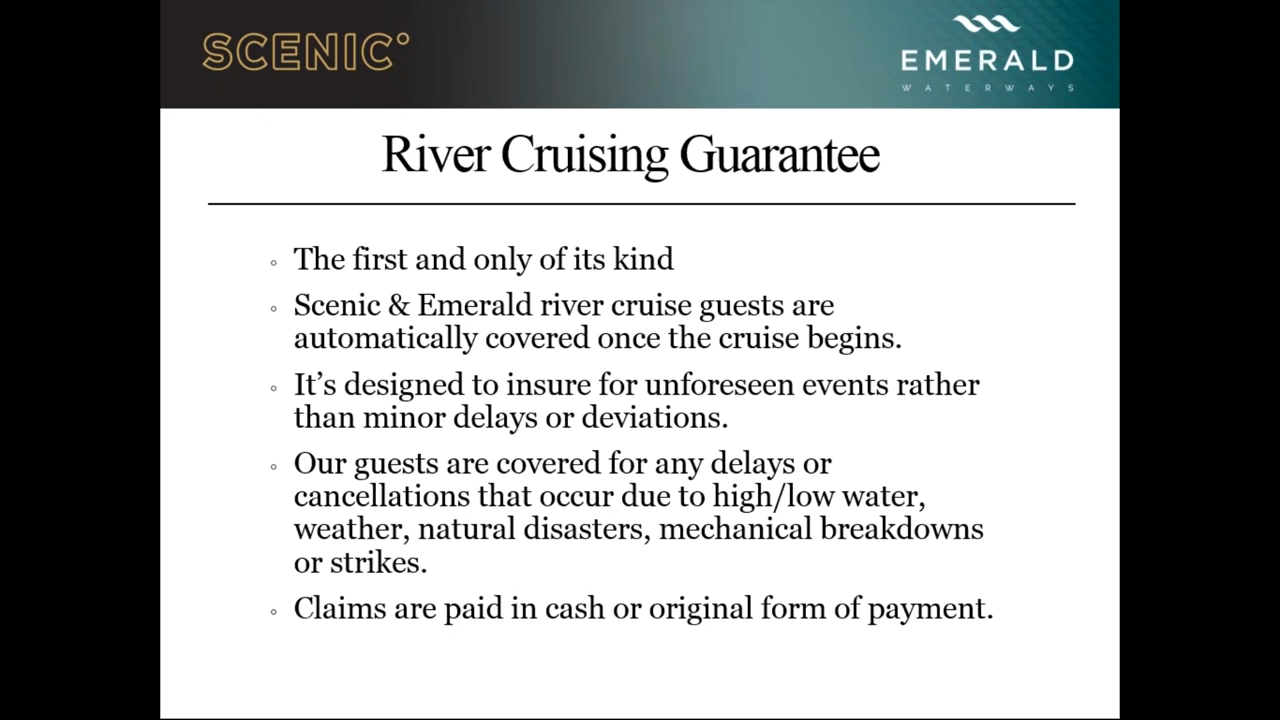 SCENIC°
EMERALD
WATERWAYS
River Cruising Guarantee
◦ The first and only of its kind
◦ Scenic & Emerald river cruise guests are
automatically covered once the cruise begins.
◦ It’s designed to insure for unforeseen events rather
than minor delays or deviations.
◦ Our guests are covered for any delays or
cancellations that occur due to high/low water,
weather, natural disasters, mechanical breakdowns
or strikes.
◦ Claims are paid in cash or original form of payment.